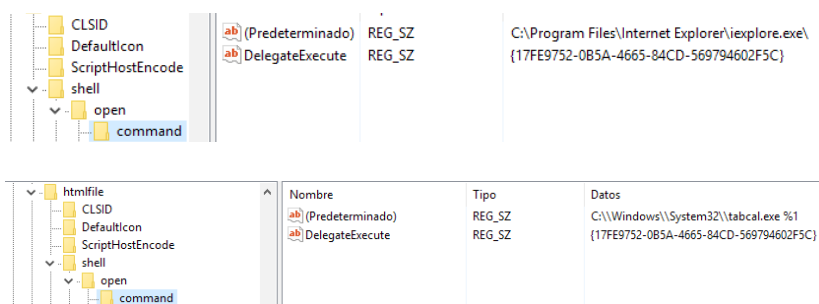 CLSID
DefaultIcon
ScriptHostEncode
shell
open
command
(Predeterminado) REG_SZ C:\Program Files\Internet Explorer\iexplore.exe\
DelegateExecute REG_SZ {17FE9752-0B5A-4665-84CD-569794602F5C}
htmlfile
CLSID
DefaultIcon
ScriptHostEncode
shell
open
command
Nombre Tipo Datos
(Predeterminado) REG_SZ C:\\Windows\\System32\\tabcal.exe %1
DelegateExecute REG_SZ {17FE9752-0B5A-4665-84CD-569794602F5C}